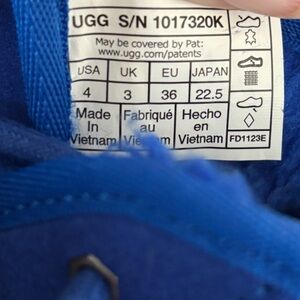 UGG S/N 1017320K
May be covered by Pat:
www.ugg.com/patents
USA UK EU JAPAN
4 3 36 22.5
Made Fabriqué Hecho
In au en
Vietnam Vietnam Vietnam FD1123E